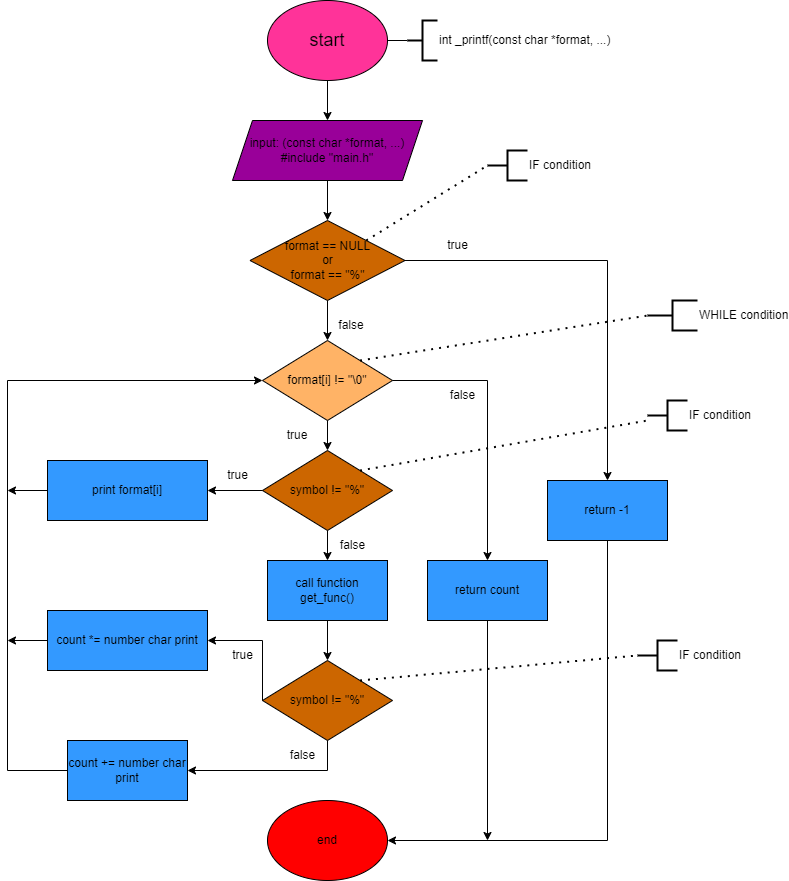 start
int _printf(const char *format, ...)
input: (const char *format, ...)
#include "main.h"
IF condition
format == NULL
or
format == "%"
true
false
WHILE condition
format[i] != "\0"
false
IF condition
true
symbol != "%"
true
print format[i]
false
return -1
call function
get_func()
return count
count *= number char print
true
IF condition
symbol != "%"
false
count += number char
print
end